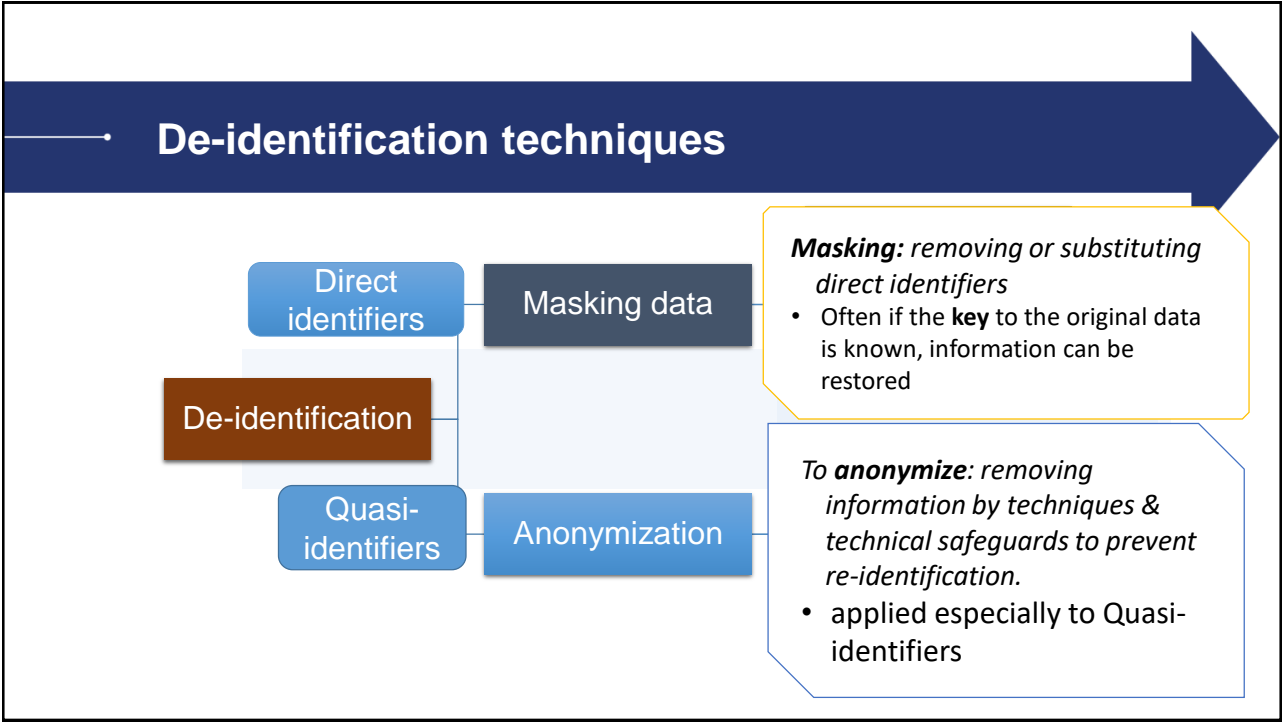 De-identification techniques
Direct
identifiers
Masking data
Masking: removing or substituting
direct identifiers
• Often if the key to the original data
is known, information can be
restored
De-identification
Quasi-
identifiers
Anonymization
To anonymize: removing
information by techniques &
technical safeguards to prevent
re-identification.
• applied especially to Quasi-
identifiers